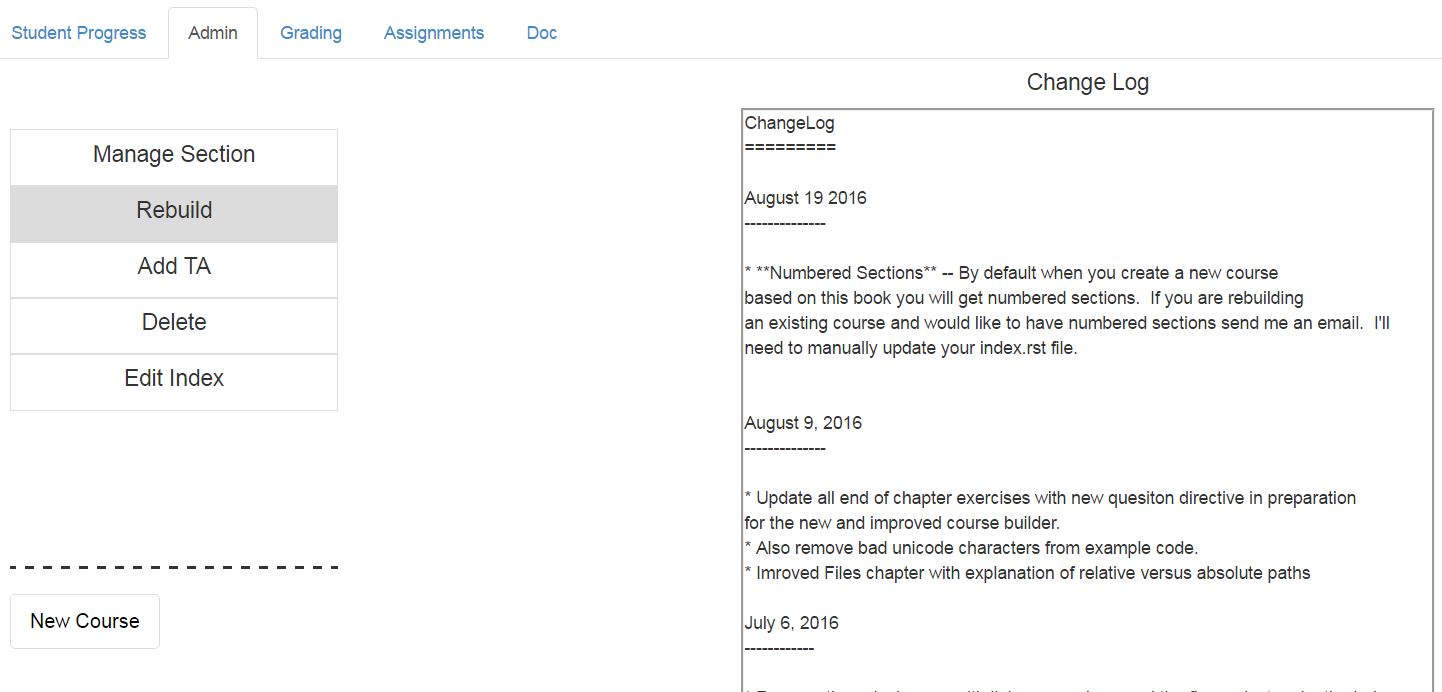 Student Progress Admin Grading Assignments Doc
Manage Section
Rebuild
Add TA
Delete
Edit Index
New Course
Change Log
ChangeLog
=========
August 19 2016
--------------
* **Numbered Sections** -- By default when you create a new course
based on this book you will get numbered sections.  If you are rebuilding
an existing course and would like to have numbered sections send me an email.  I'll
need to manually update your index.rst file.
August 9, 2016
--------------
* Update all end of chapter exercises with new quesiton directive in preparation
for the new and improved course builder.
* Also remove bad unicode characters from example code.
* Imroved Files chapter with explanation of relative versus absolute paths
July 6, 2016
------------